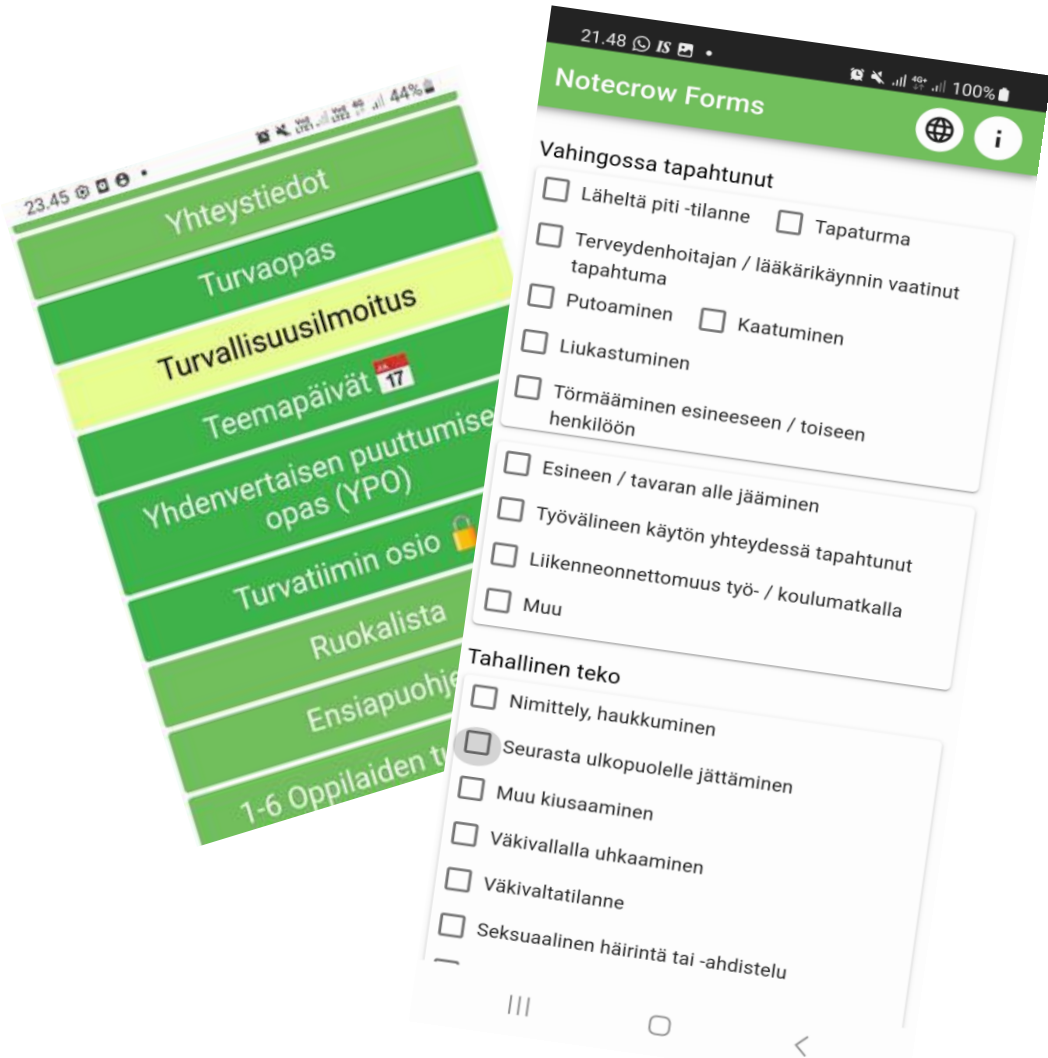 23.45
44%
Yhteystiedot
Turvaopas
Turvallisuusilmoitus
Teemapäivät
17
Yhdenvertaisen puuttumise
opas (YPO)
Turvatiimin osio
Ruokalista
Ensiapuohje
1-6 Oppilaiden tu
21.48 IS
4G+ 100%
Notecrow Forms
i
Vahingossa tapahtunut
Läheltä piti -tilanne Tapaturma
Terveydenhoitajan / lääkärikäynnin vaatinut
tapahtuma
Putoaminen Kaatuminen
Liukastuminen
Törmääminen esineeseen / toiseen
henkilöön
Esineen / tavaran alle jääminen
Työvälineen käytön yhteydessä tapahtunut
Liikenneonnettomuus työ- / koulumatkalla
Muu
Tahallinen teko
Nimittely, haukkuminen
Seurasta ulkopuolelle jättäminen
Muu kiusaaminen
Väkivallalla uhkaaminen
Väkivaltatilanne
Seksuaalinen häirintä tai -ahdistelu